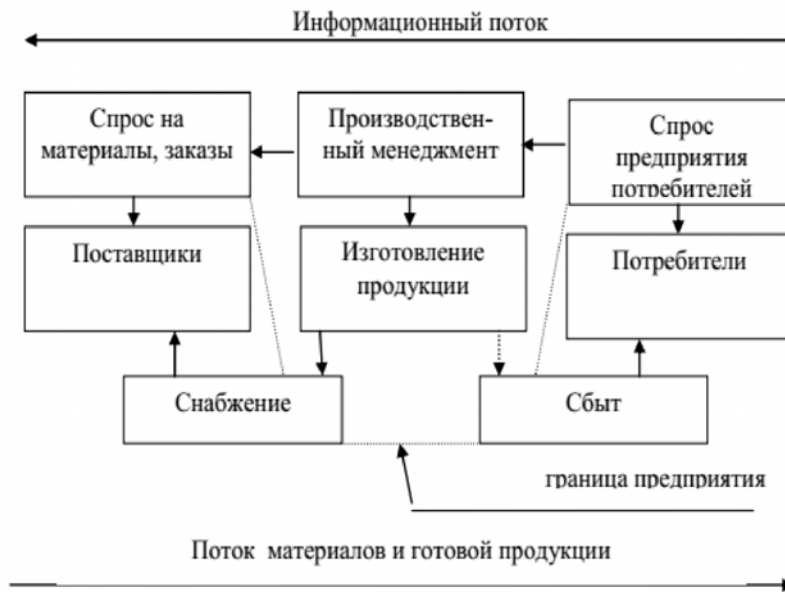 Информационный поток
Спрос на
материалы, заказы
Производствен-
ный менеджмент
Спрос
предприятия
потребителей
Поставщики
Изготовление
продукции
Потребители
Снабжение
Сбыт
граница предприятия
Поток материалов и готовой продукции